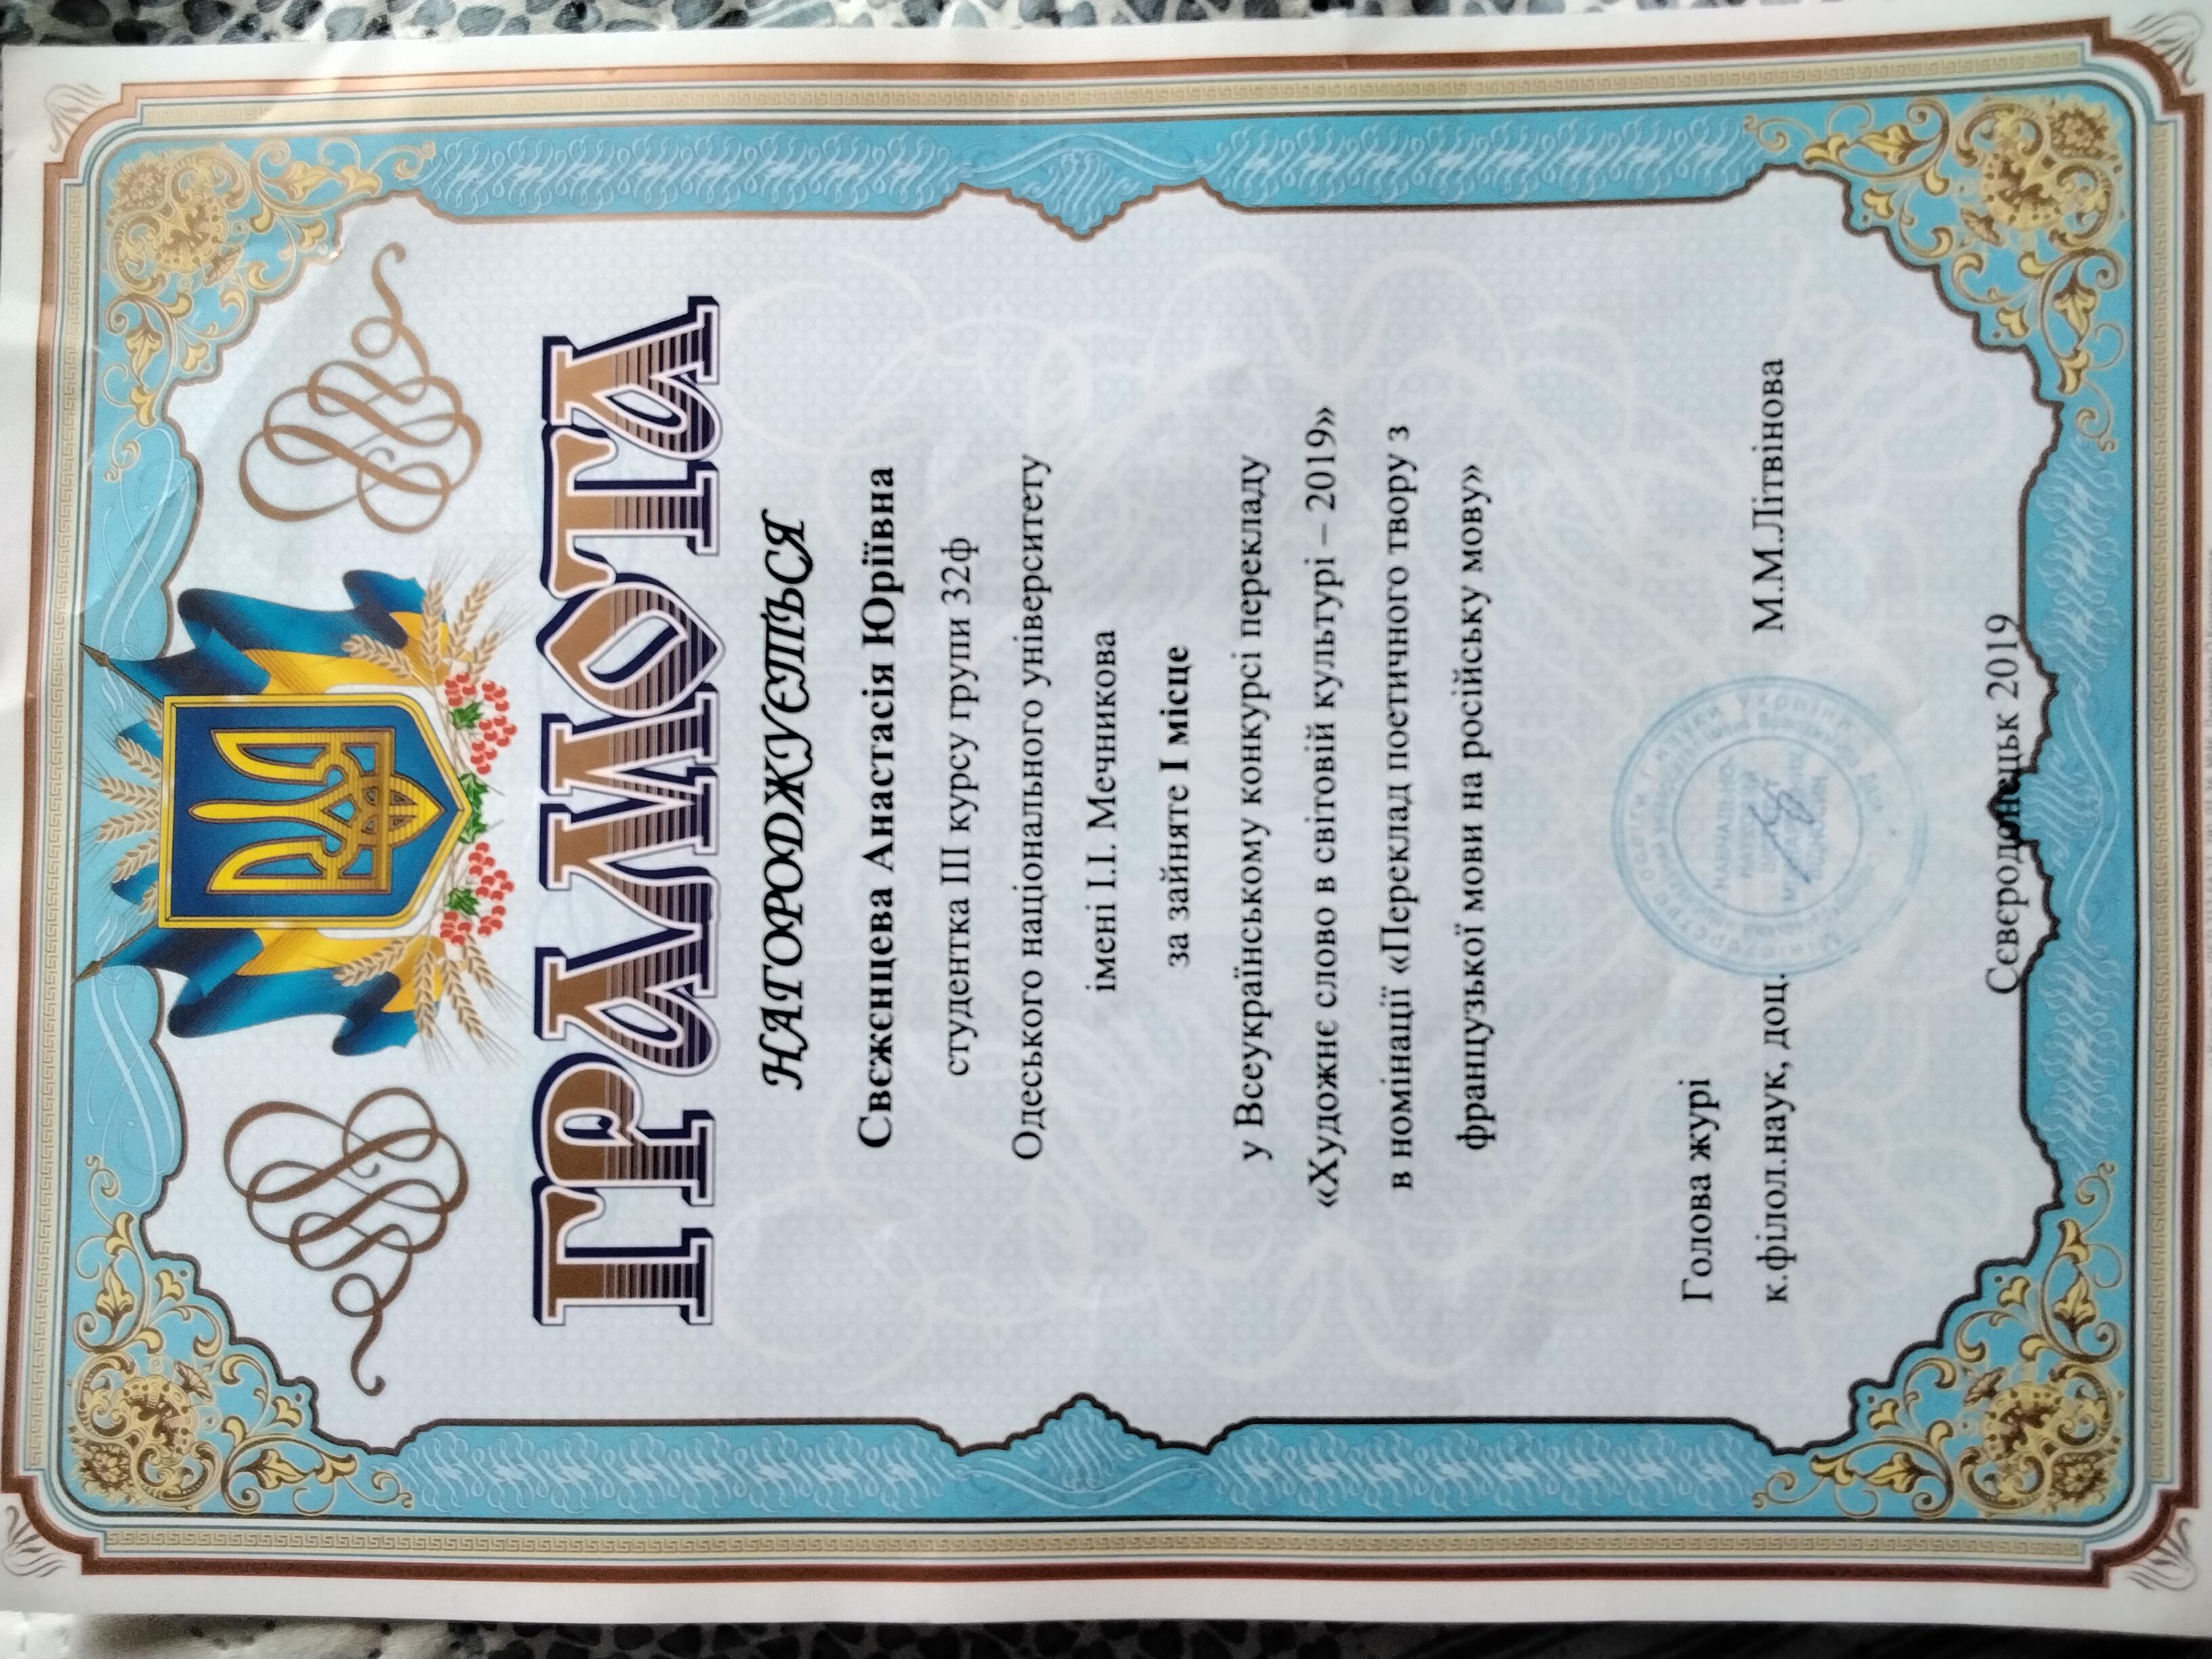 ГРАМОТА
НАГОРОДЖУЄТЬСЯ
Свєженцева Анастасія Юріївна
студентка ІІІ курсу групи 32ф
Одеського національного університету
імені І.І. Мечникова
за зайняте І місце
у Всеукраїнському конкурсі перекладу
«Художнє слово в світовій культурі – 2019»
в номінації «Переклад поетичного твору з
французької мови на російську мову»
Голова журі
к.філол.наук, доц. М.М.Літвінова
Сєвєродонецьк 2019